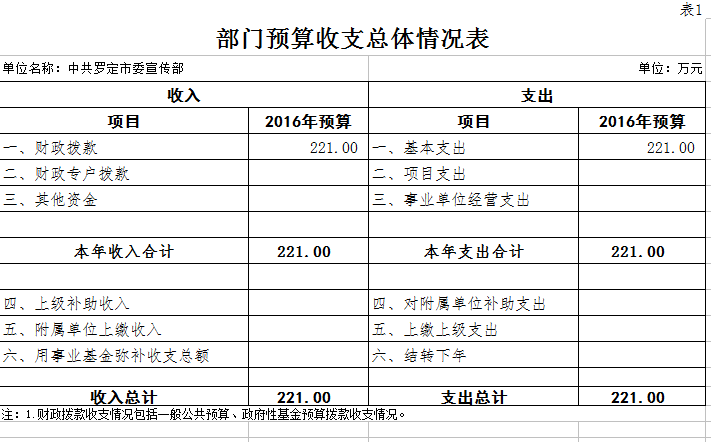 表1
部门预算收支总体情况表
单位名称：中共罗定市委宣传部 单位：万元
收入 支出
项目 2016年预算 项目 2016年预算
一、财政拨款 221.00 一、基本支出 221.00
二、财政专户拨款 二、项目支出
三、其他资金 三、事业单位经营支出
本年收入合计 221.00 本年支出合计 221.00
四、上级补助收入 四、对附属单位补助支出
五、附属单位上缴收入 五、上缴上级支出
六、用事业基金弥补收支总额 六、结转下年
收入总计 221.00 支出总计 221.00
注：1.财政拨款收支情况包括一般公共预算、政府性基金预算拨款收支情况。